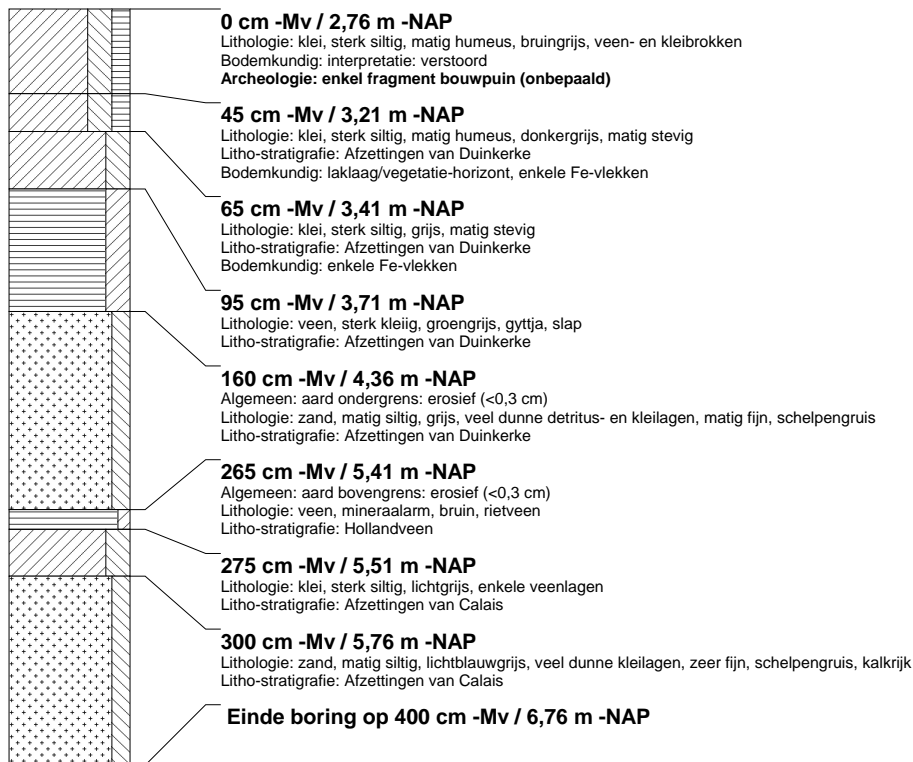 0 cm -Mv / 2,76 m -NAP
Lithologie: klei, sterk siltig, matig humeus, bruingrijs, veen- en kleibrokken
Bodemkundig: interpretatie: verstoord
Archeologie: enkel fragment bouwpuin (onbepaald)
45 cm -Mv / 3,21 m -NAP
Lithologie: klei, sterk siltig, matig humeus, donkergrijs, matig stevig
Litho-stratigrafie: Afzettingen van Duinkerke
Bodemkundig: laklaag/vegetatie-horizont, enkele Fe-vlekken
65 cm -Mv / 3,41 m -NAP
Lithologie: klei, sterk siltig, grijs, matig stevig
Litho-stratigrafie: Afzettingen van Duinkerke
Bodemkundig: enkele Fe-vlekken
95 cm -Mv / 3,71 m -NAP
Lithologie: veen, sterk kleiig, groengrijs, gyttja, slap
Litho-stratigrafie: Afzettingen van Duinkerke
160 cm -Mv / 4,36 m -NAP
Algemeen: aard ondergrens: erosief (<0,3 cm)
Lithologie: zand, matig siltig, grijs, veel dunne detritus- en kleilagen, matig fijn, schelpengruis
Litho-stratigrafie: Afzettingen van Duinkerke
265 cm -Mv / 5,41 m -NAP
Algemeen: aard bovengrens: erosief (<0,3 cm)
Lithologie: veen, mineraalarm, bruin, rietveen
Litho-stratigrafie: Hollandveen
275 cm -Mv / 5,51 m -NAP
Lithologie: klei, sterk siltig, lichtgrijs, enkele veenlagen
Litho-stratigrafie: Afzettingen van Calais
300 cm -Mv / 5,76 m -NAP
Lithologie: zand, matig siltig, lichtblauwgrijs, veel dunne kleilagen, zeer fijn, schelpengruis, kalkrijk
Litho-stratigrafie: Afzettingen van Calais
Einde boring op 400 cm -Mv / 6,76 m -NAP